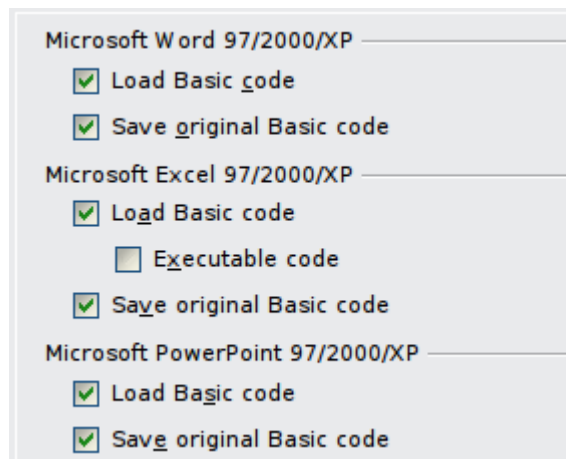 Microsoft Word 97/2000/XP
Load Basic code
Save original Basic code
Microsoft Excel 97/2000/XP
Load Basic code
Executable code
Save original Basic code
Microsoft PowerPoint 97/2000/XP
Load Basic code
Save original Basic code